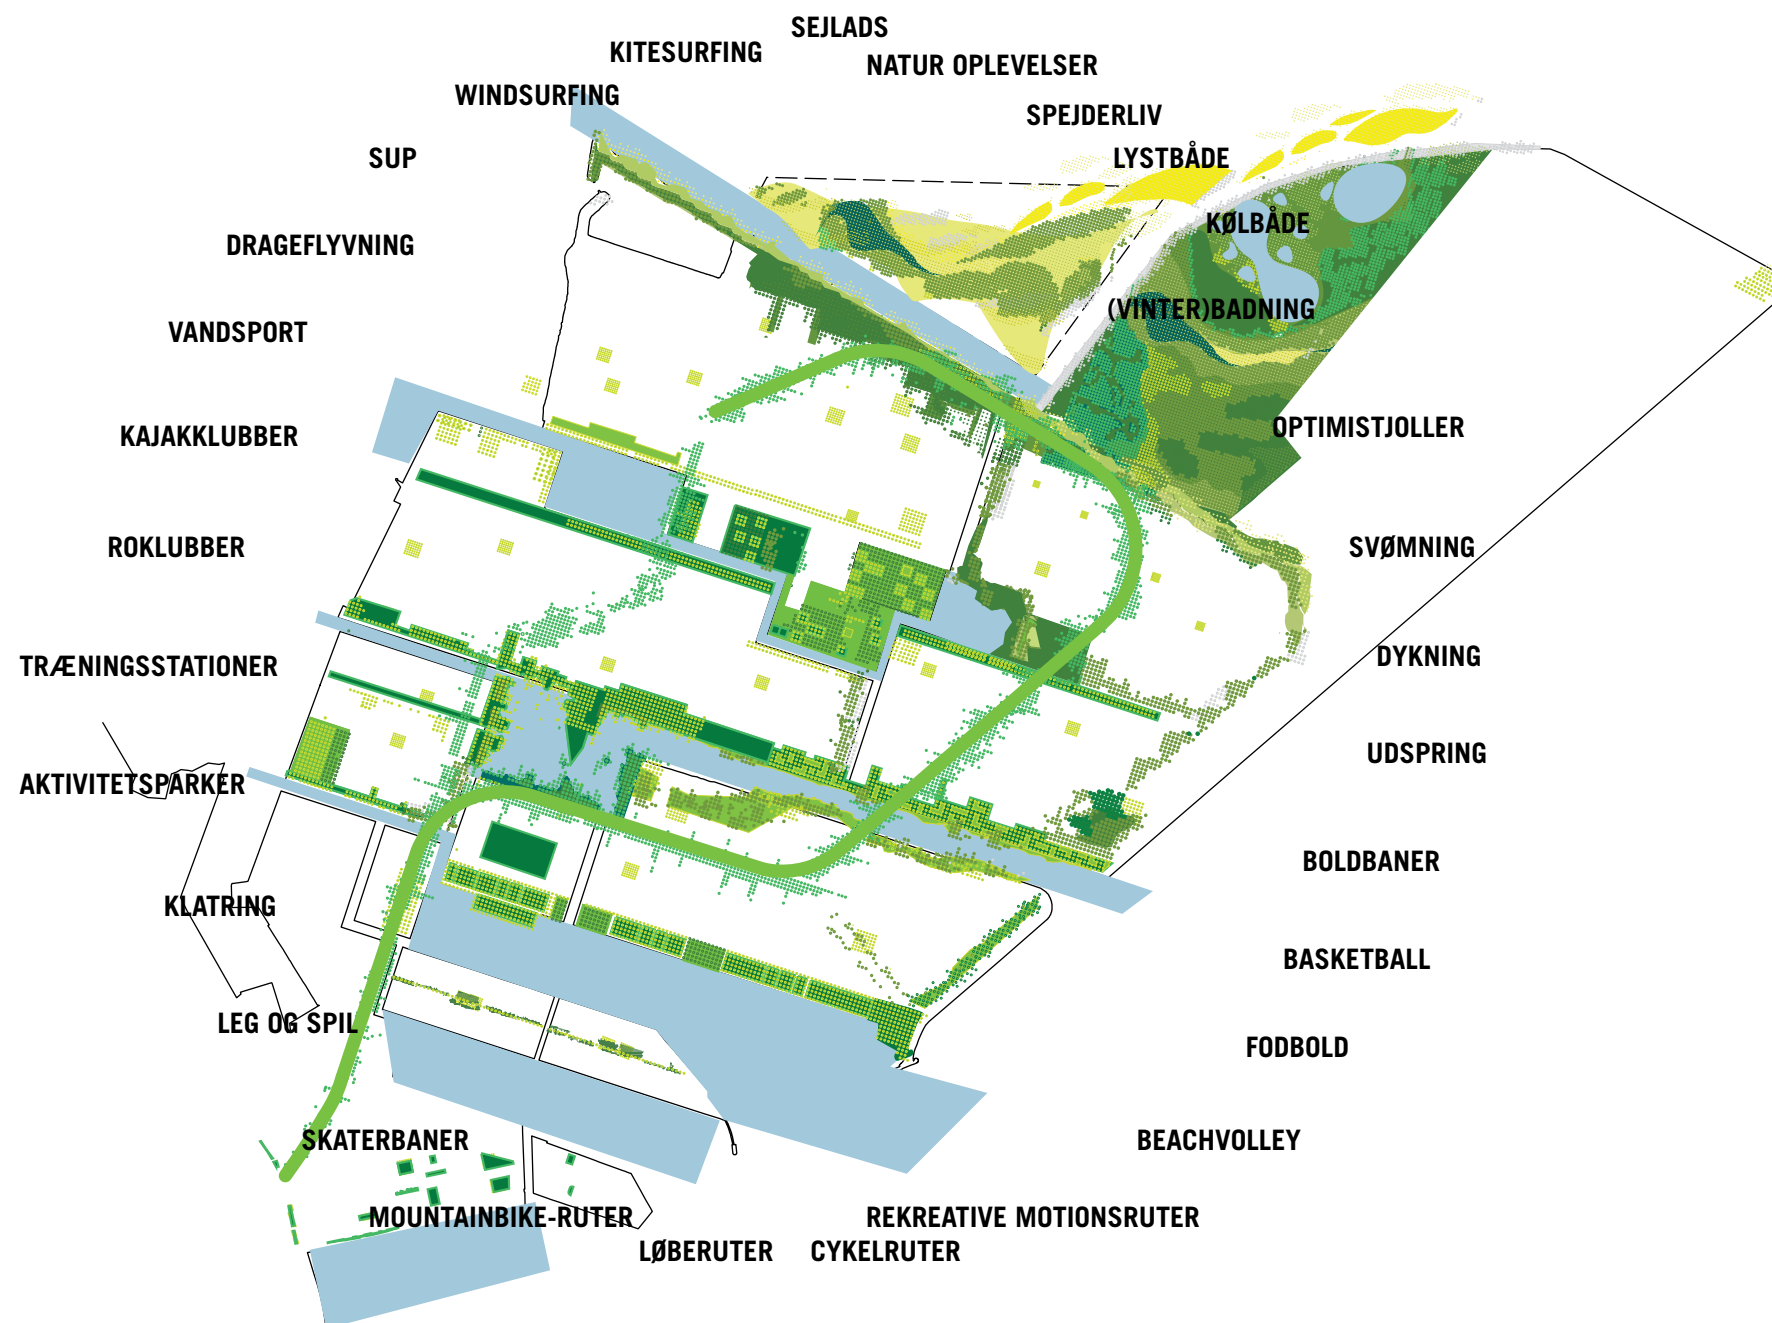 SEJLADS
KITESURFING
NATUR OPLEVELSER
WINDSURFING
SPEJDERLIV
SUP
LYSTBÅDE
KØLBÅDE
DRAGEFLYVNING
(VINTER)BADNING
VANDSPORT
OPTIMISTJOLLER
KAJAKKLUBBER
ROKLUBBER
SVØMNING
DYKNING
TRÆNINGSSTATIONER
UDSPRING
AKTIVITETSPARKER
BOLDBANER
KLATRING
BASKETBALL
LEG OG SPIL
FODBOLD
SKATERBANER
BEACHVOLLEY
MOUNTAINBIKE-RUTER
REKREATIVE MOTIONSRUTER
LØBERUTER
CYKELRUTER